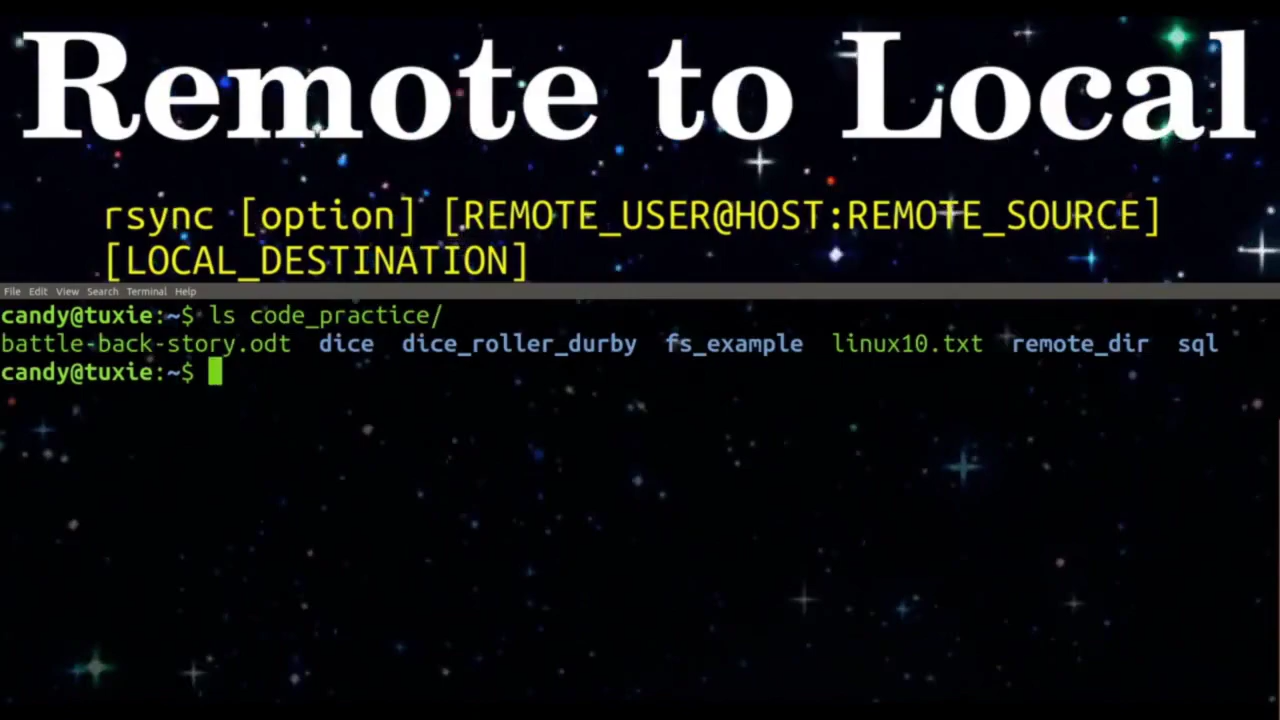 Remote to Local
rsync [option] [REMOTE_USER@HOST:REMOTE_SOURCE]
[LOCAL_DESTINATION]
File Edit View Search Terminal Help
candy@tuxie:~$ ls code_practice/
battle-back-story.odt dice dice_roller_durby fs_example linux10.txt remote_dir sql
candy@tuxie:~$